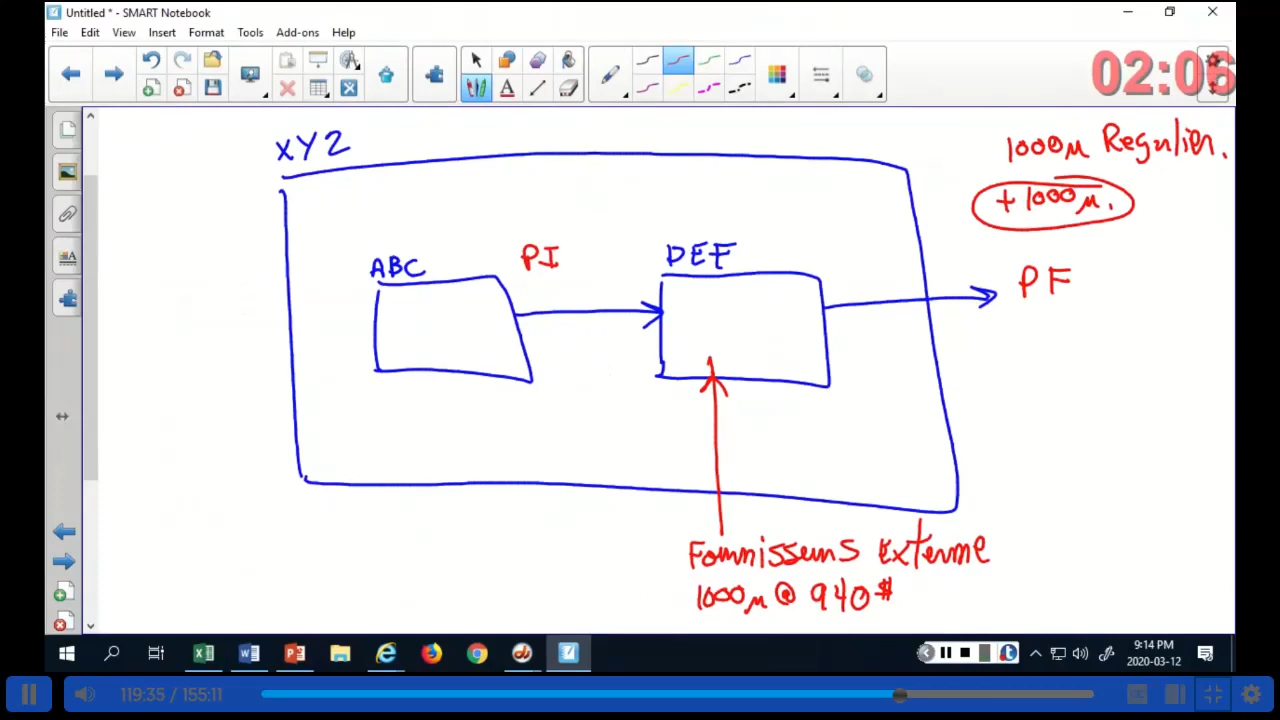 Untitled * - SMART Notebook
File Edit View Insert Format Tools Add-ons Help
02:06
XYZ
1000u Regulier.
+ 1000u.
ABC
PI
DEF
PF
Fournisseurs Externe
1000u @ 940$
9:14 PM
2020-03-12
119:35 / 155:11